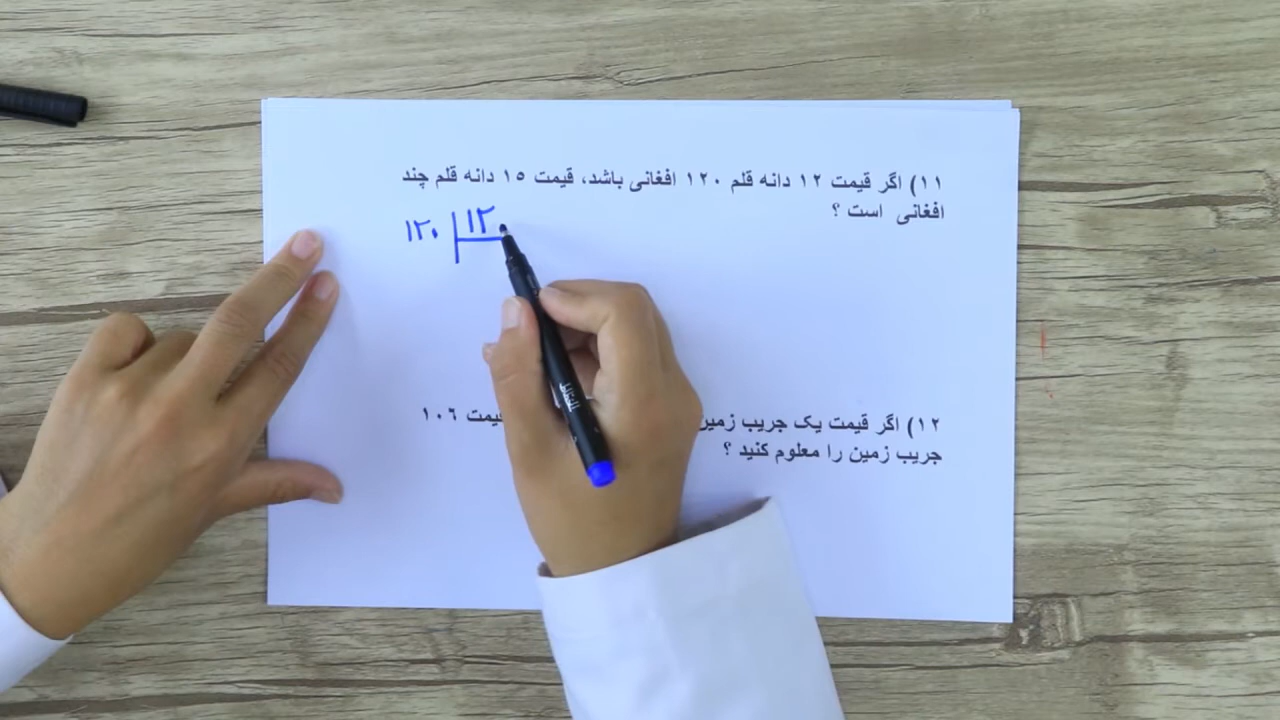 ۱۱) اگر قیمت ۱۲ دانه قلم ۱۲۰ افغانی باشد، قیمت ۱۵ دانه قلم چند
افغانی است ؟
۱۲۰ ۱۲
۱۲) اگر قیمت یک جریب زمین قیمت ۱۰۶
جریب زمین را معلوم کنید ؟